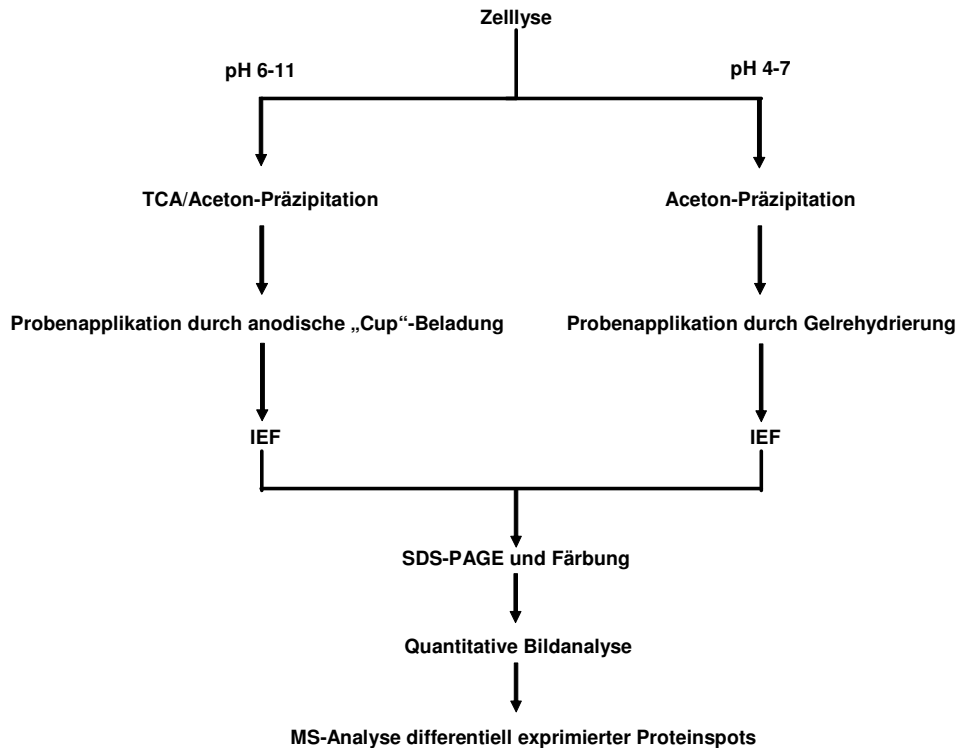 Zelllyse
pH 6-11
pH 4-7
TCA/Aceton-Präzipitation
Aceton-Präzipitation
Probenapplikation durch anodische „Cup“-Beladung
Probenapplikation durch Gelrehydrierung
IEF
IEF
SDS-PAGE und Färbung
Quantitative Bildanalyse
MS-Analyse differentiell exprimierter Proteinspots